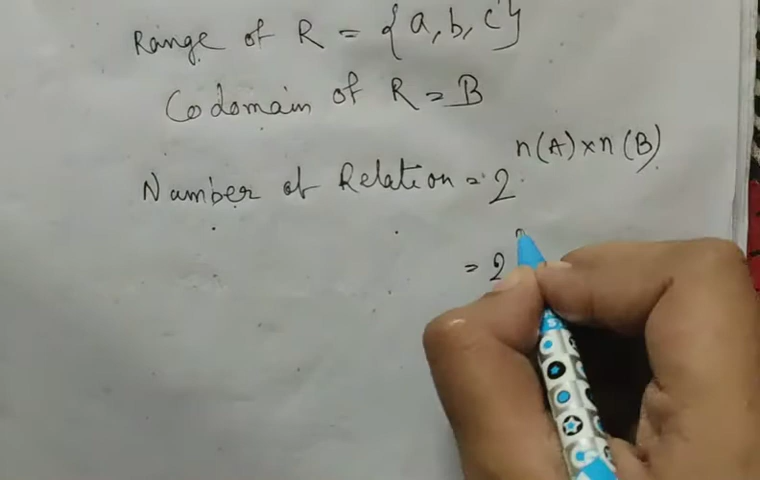 Range of R = {a, b, c}
Codomain of R = B
Number of Relation = 2^n(A)×n(B)
= 2